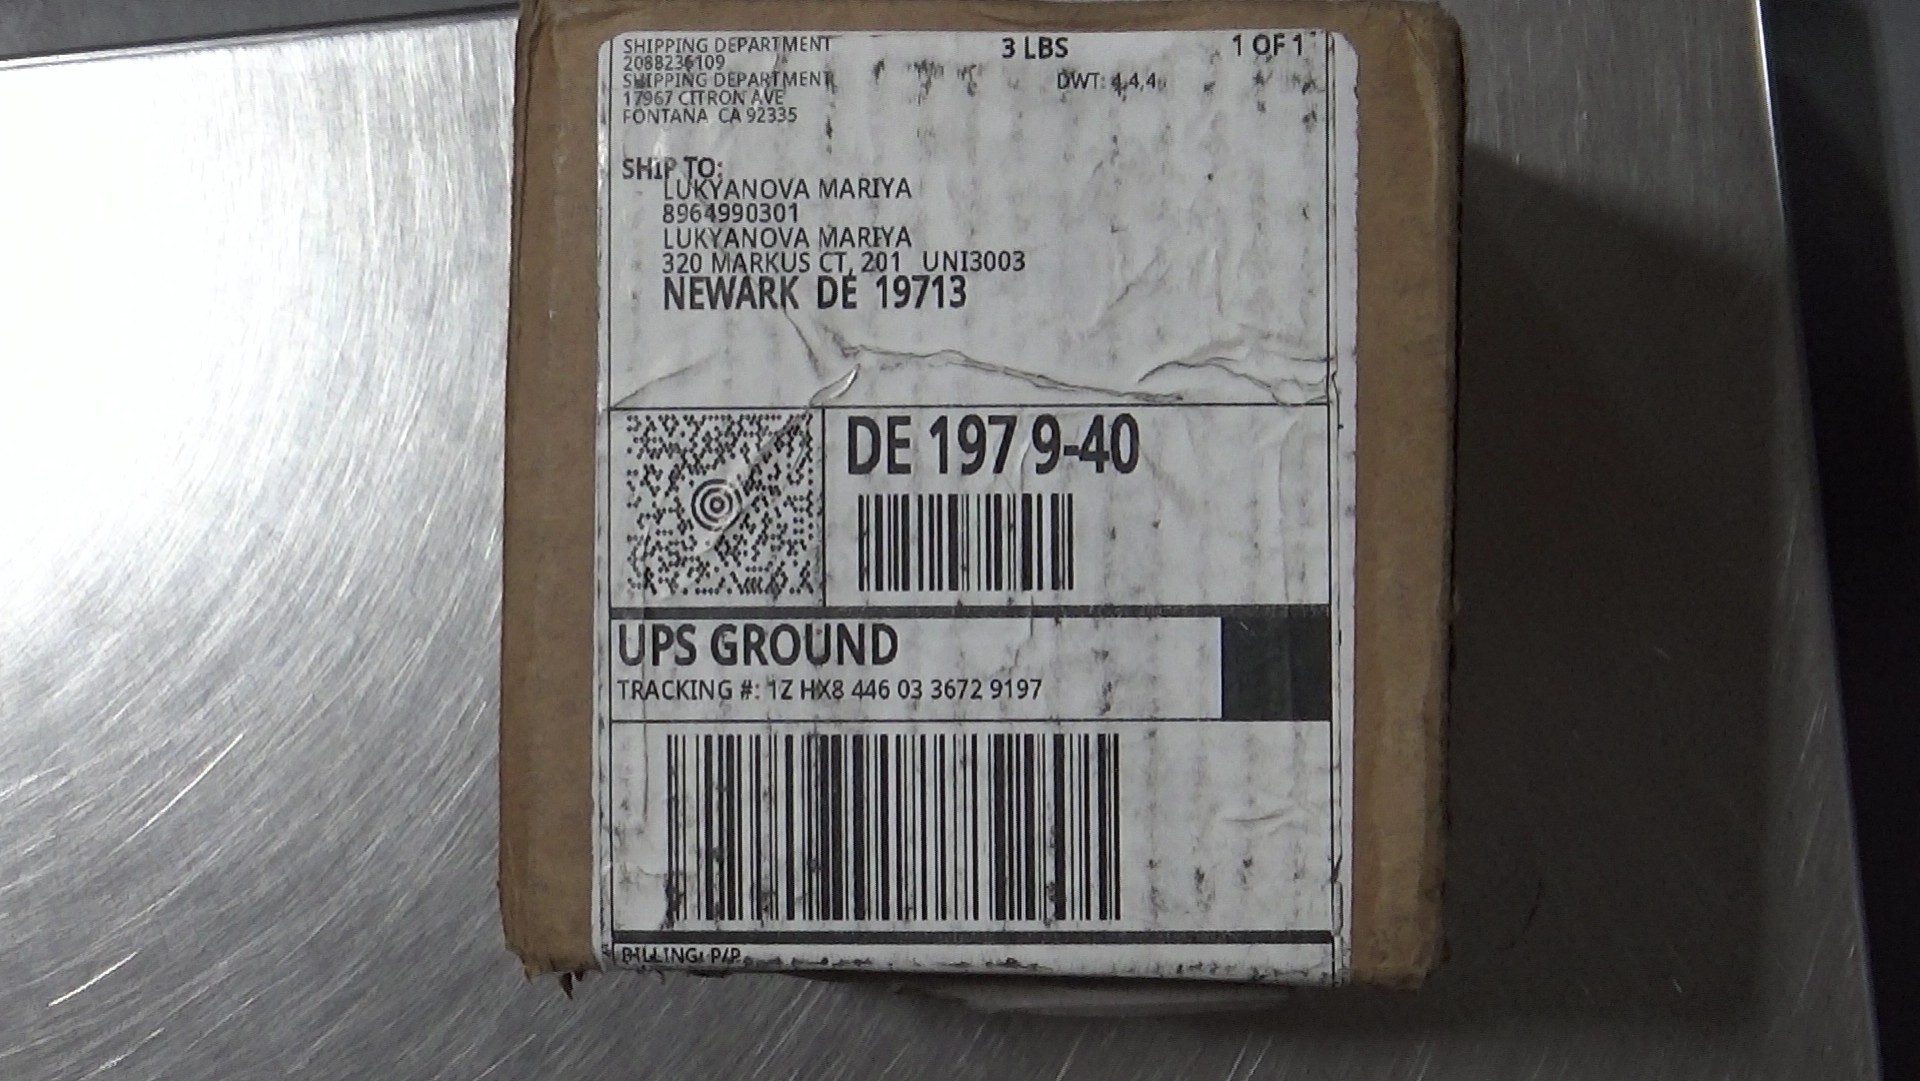 SHIPPING DEPARTMENT
2088236109
SHIPPING DEPARTMENT
17967 CITRON AVE
FONTANA CA 92335
3 LBS
1 OF 1
DWT: 4,4,4
SHIP TO:
LUKYANOVA MARIYA
8964990301
LUKYANOVA MARIYA
320 MARKUS CT, 201 UNI3003
NEWARK DE 19713
DE 197 9-40
UPS GROUND
TRACKING #: 1Z HX8 446 03 3672 9197
BILLING: P/P